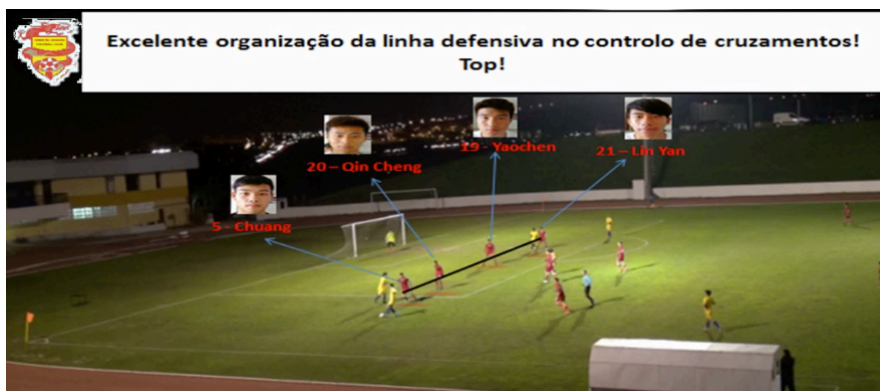 Excelente organização da linha defensiva no controlo de cruzamentos!
Top!
19 - Yaochen
21 – Lin Yan
20 – Qin Cheng
5 - Chuang